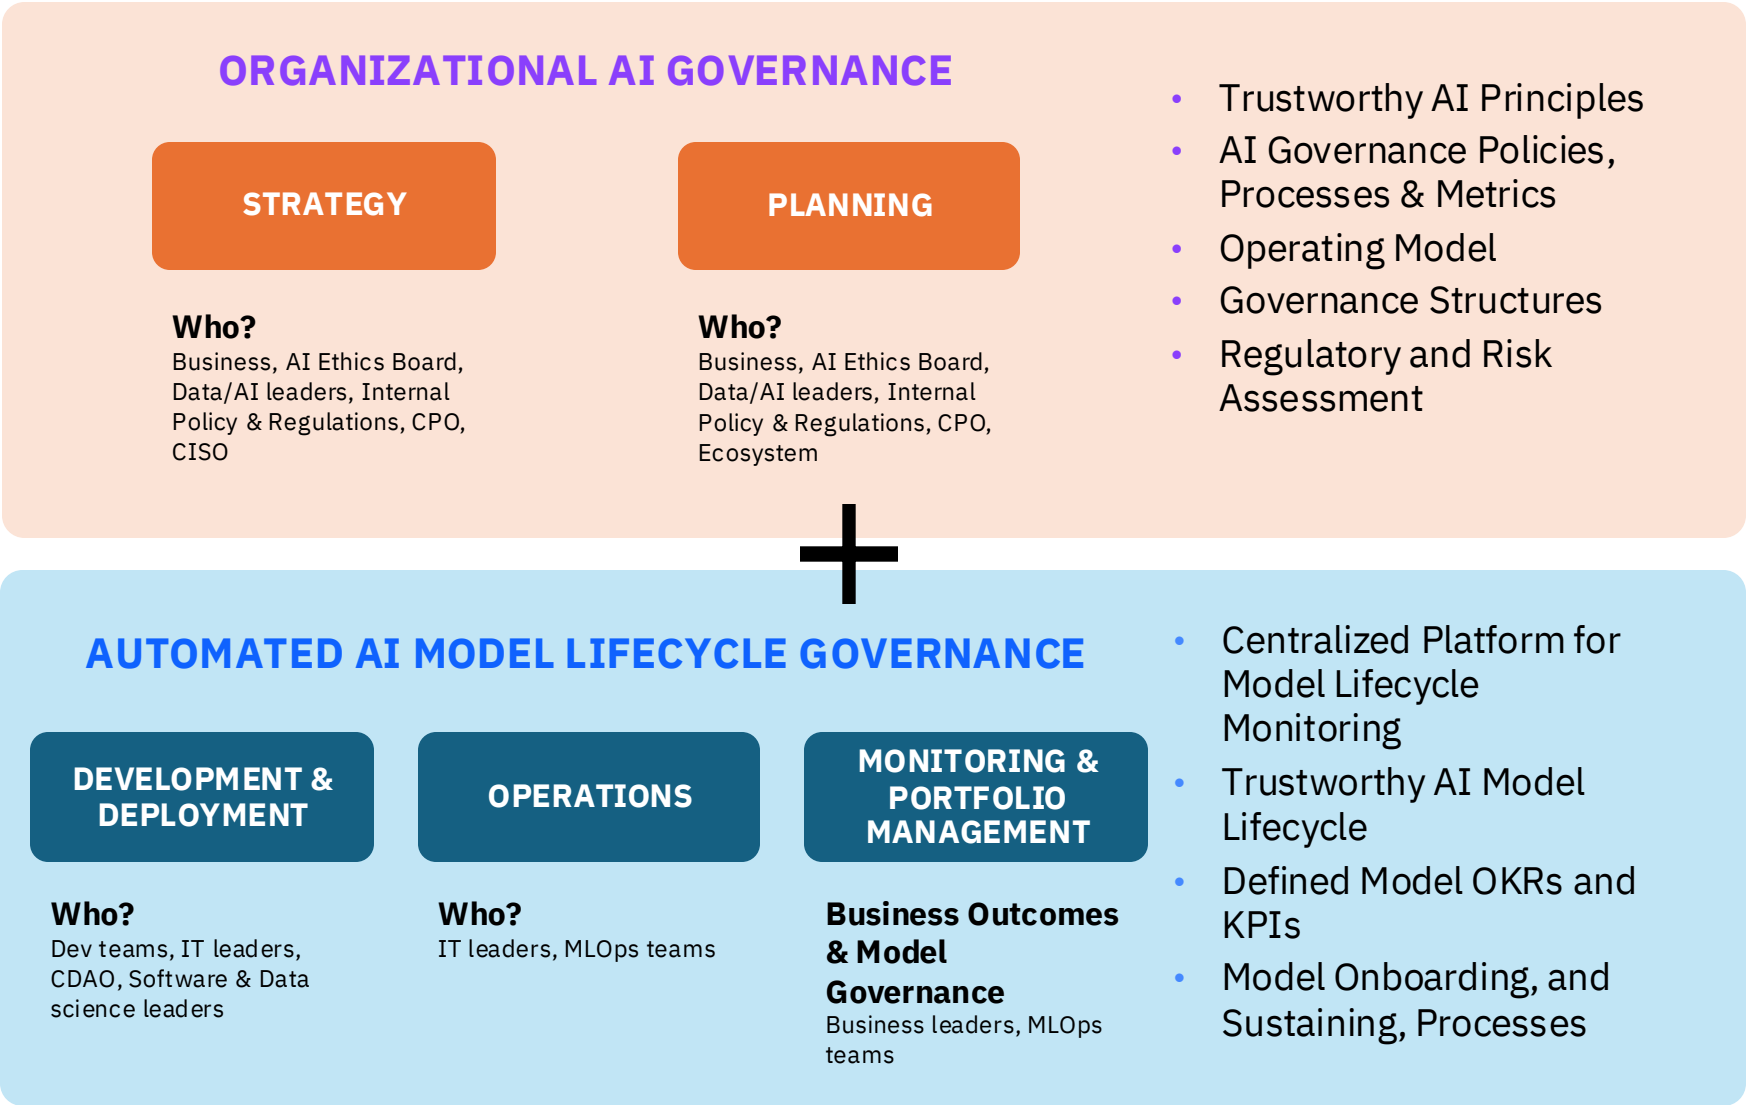 ORGANIZATIONAL AI GOVERNANCE
STRATEGY
Who?
Business, AI Ethics Board,
Data/AI leaders, Internal
Policy & Regulations, CPO,
CISO
PLANNING
Who?
Business, AI Ethics Board,
Data/AI leaders, Internal
Policy & Regulations, CPO,
Ecosystem
• Trustworthy AI Principles
• AI Governance Policies,
Processes & Metrics
• Operating Model
• Governance Structures
• Regulatory and Risk
Assessment
+
AUTOMATED AI MODEL LIFECYCLE GOVERNANCE
DEVELOPMENT &
DEPLOYMENT
Who?
Dev teams, IT leaders,
CDAO, Software & Data
science leaders
OPERATIONS
Who?
IT leaders, MLOps teams
MONITORING &
PORTFOLIO
MANAGEMENT
Business Outcomes
& Model
Governance
Business leaders, MLOps
teams
• Centralized Platform for
Model Lifecycle
Monitoring
• Trustworthy AI Model
Lifecycle
• Defined Model OKRs and
KPIs
• Model Onboarding, and
Sustaining, Processes